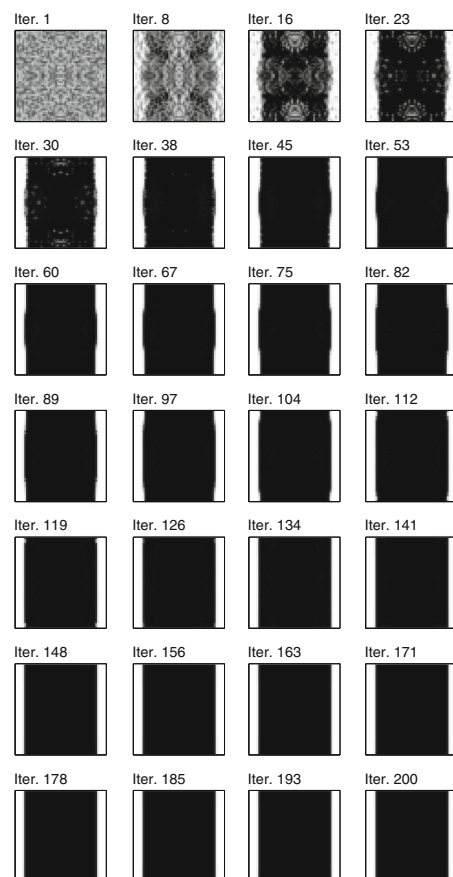 Iter. 1
Iter. 8
Iter. 16
Iter. 23
Iter. 30
Iter. 38
Iter. 45
Iter. 53
Iter. 60
Iter. 67
Iter. 75
Iter. 82
Iter. 89
Iter. 97
Iter. 104
Iter. 112
Iter. 119
Iter. 126
Iter. 134
Iter. 141
Iter. 148
Iter. 156
Iter. 163
Iter. 171
Iter. 178
Iter. 185
Iter. 193
Iter. 200